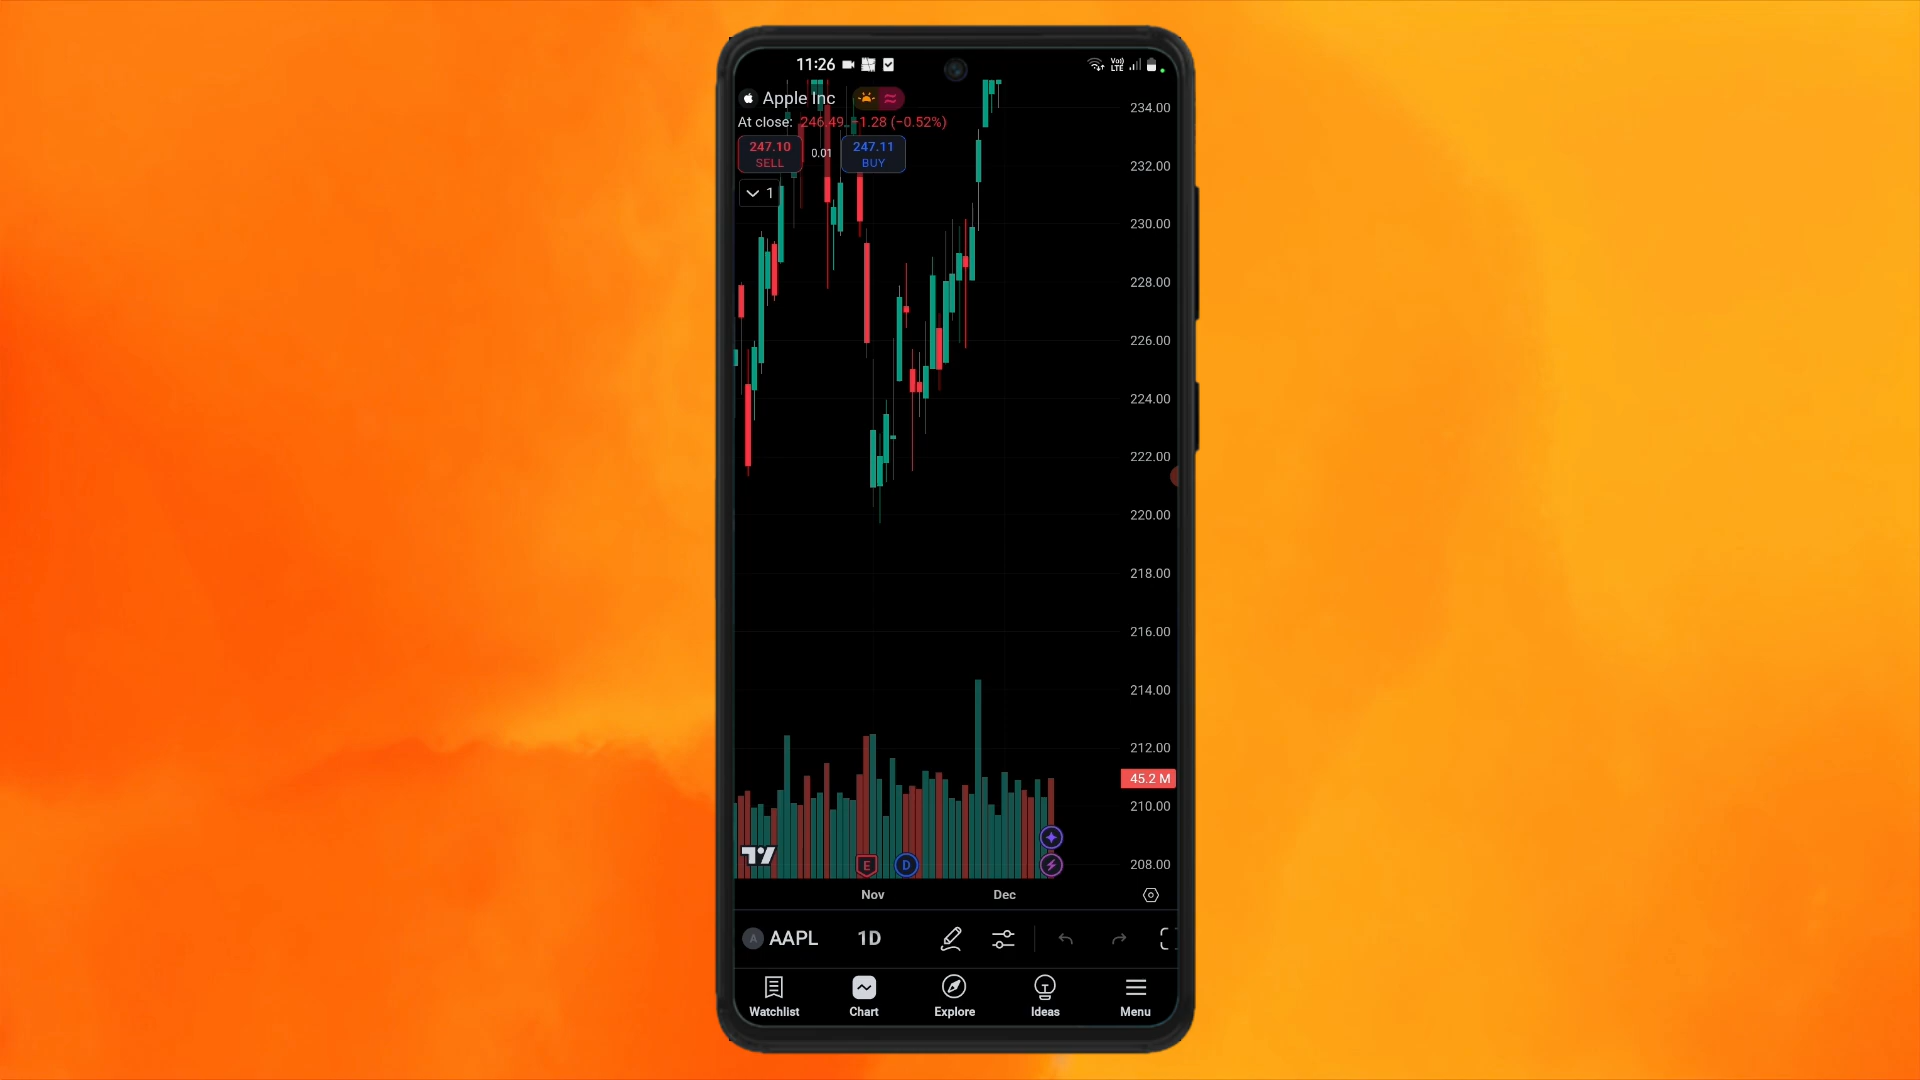 11:26
Vo)) LTE
Apple Inc
At close: 246.49 −1.28 (−0.52%)
247.10 SELL
0.01
247.11 BUY
1
234.00
232.00
230.00
228.00
226.00
224.00
222.00
220.00
218.00
216.00
214.00
212.00
45.2 M
210.00
208.00
E
D
Nov
Dec
A AAPL
1D
Watchlist
Chart
Explore
Ideas
Menu